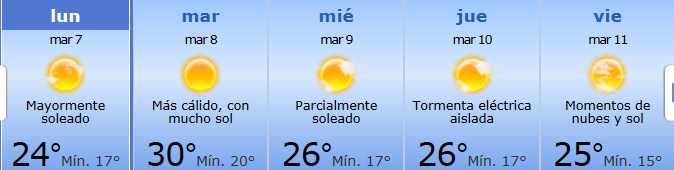 lun
mar 7
Mayormente
soleado
24° Mín. 17°
mar
mar 8
Más cálido, con
mucho sol
30° Mín. 20°
mié
mar 9
Parcialmente
soleado
26° Mín. 17°
jue
mar 10
Tormenta eléctrica
aislada
26° Mín. 17°
vie
mar 11
Momentos de
nubes y sol
25° Mín. 15°